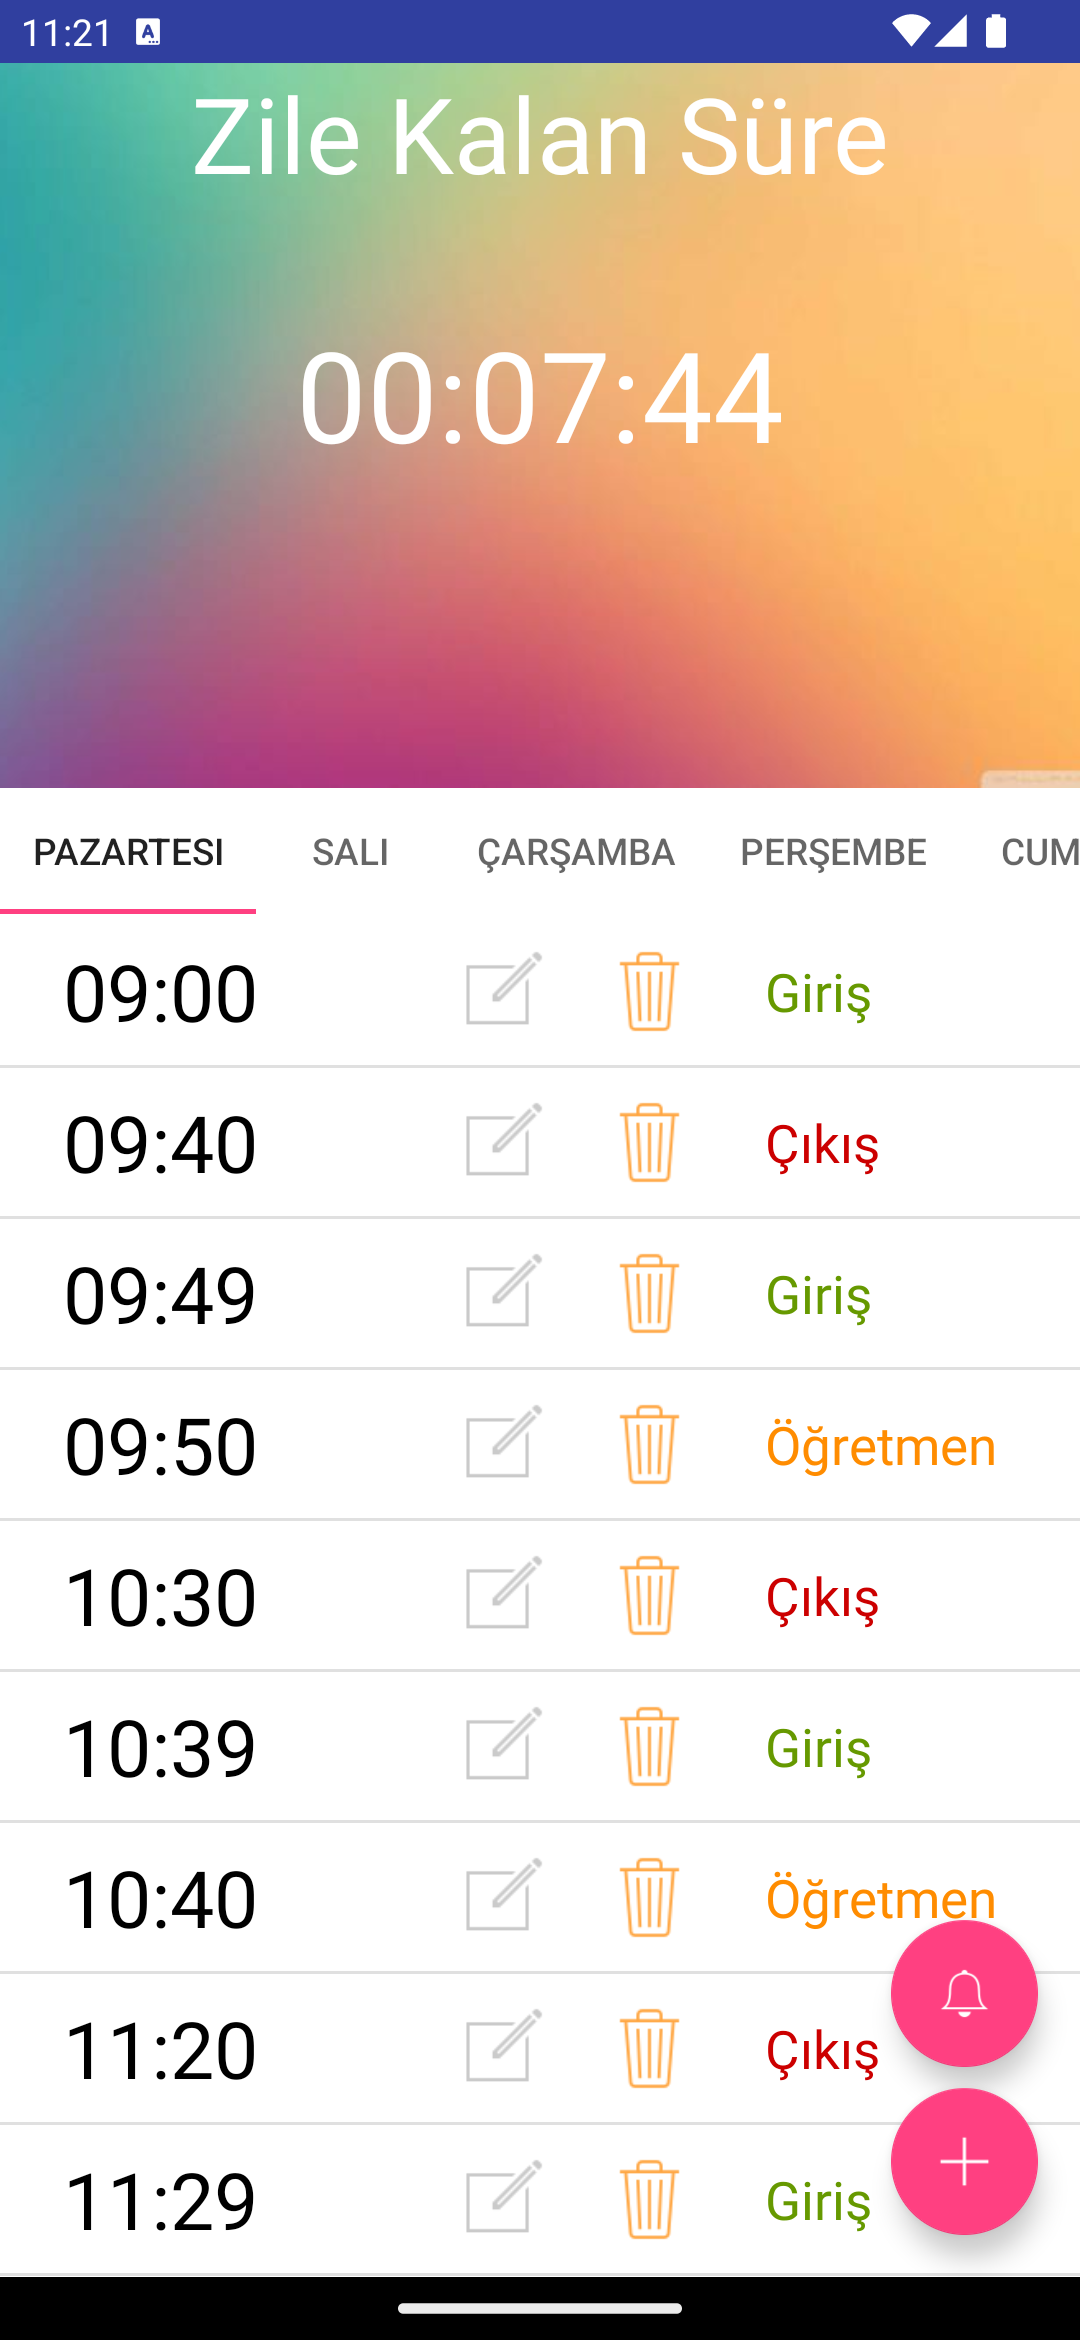 11:21
Zile Kalan Süre
00:07:44
PAZARTESI SALI ÇARŞAMBA PERŞEMBE CUM
09:00 Giriş
09:40 Çıkış
09:49 Giriş
09:50 Öğretmen
10:30 Çıkış
10:39 Giriş
10:40 Öğretmen
11:20 Çıkış
11:29 Giriş